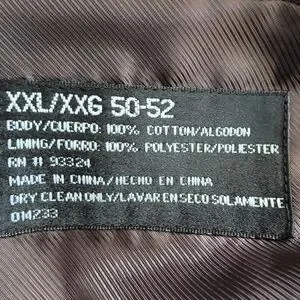 XXL/XXG 50-52
BODY/CUERPO: 100% COTTON/ALGODON
LINING/FORRO: 100% POLYESTER/POLIESTER
RN # 93324
MADE IN CHINA/HECHO EN CHINA
DRY CLEAN ONLY/LAVAR EN SECO SOLAMENTE
OM233